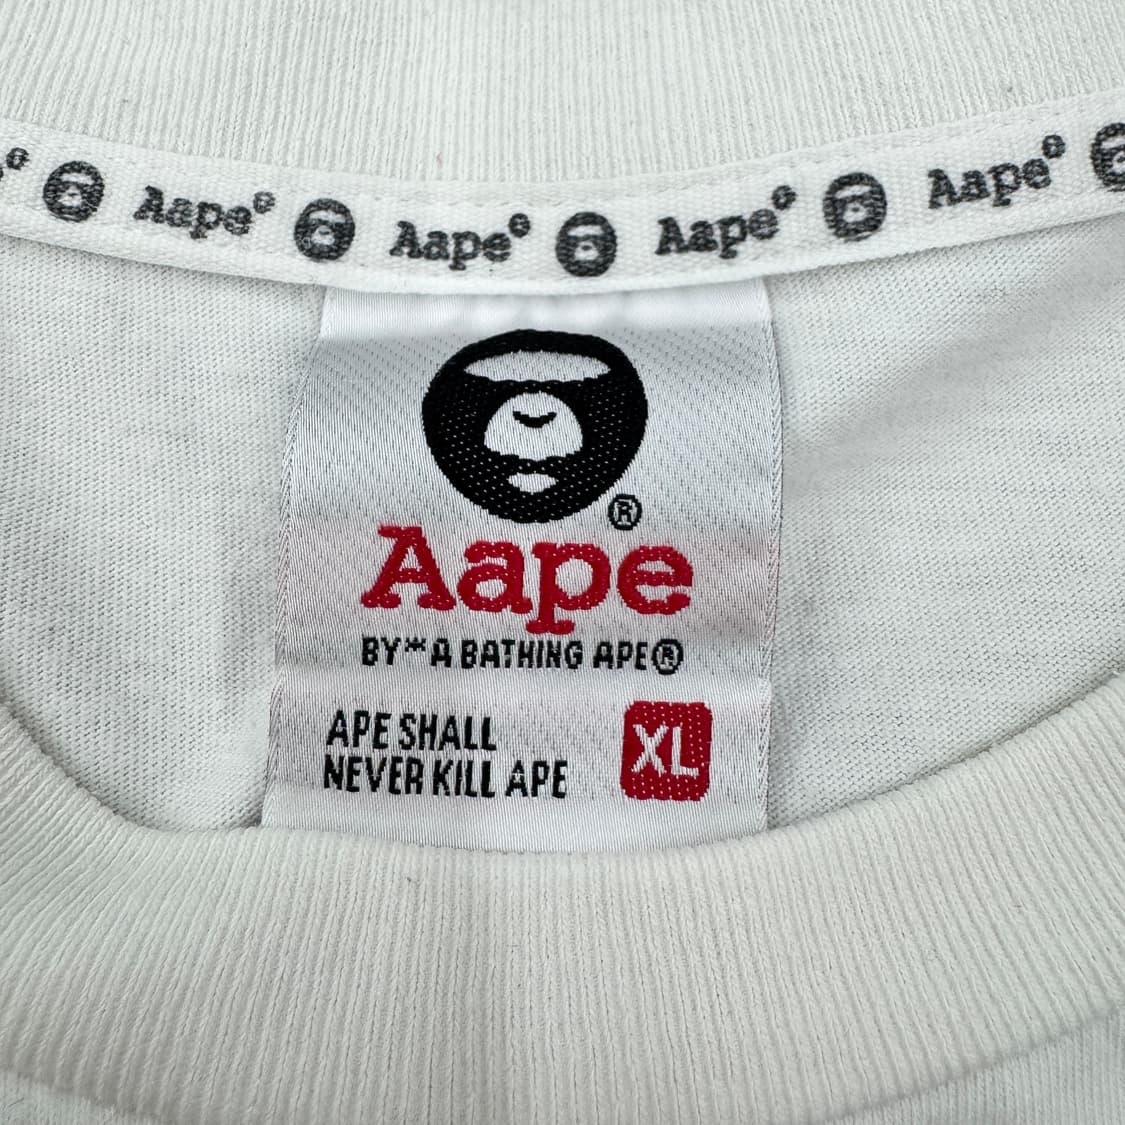 Aape® Aape® Aape® Aape®
®
Aape
BY*A BATHING APE®
APE SHALL
NEVER KILL APE
XL